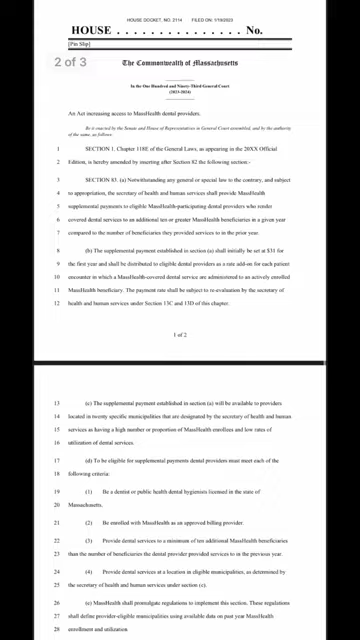 HOUSE DOCKET, NO. 2114 FILED ON: 1/19/2023
HOUSE . . . . . . . . . . . . . . . No.
[Pin Slip]
2 of 3
The Commonwealth of Massachusetts
In the One Hundred and Ninety-Third General Court
(2023-2024)
An Act increasing access to MassHealth dental providers.
Be it enacted by the Senate and House of Representatives in General Court assembled, and by the authority
of the same, as follows:
1 SECTION 1. Chapter 118E of the General Laws, as appearing in the 20XX Official
2 Edition, is hereby amended by inserting after Section 82 the following section:-
3 SECTION 83. (a) Notwithstanding any general or special law to the contrary, and subject
4 to appropriation, the secretary of health and human services shall provide MassHealth
5 supplemental payments to eligible MassHealth-participating dental providers who render
6 covered dental services to an additional ten or greater MassHealth beneficiaries in a given year
7 compared to the number of beneficiaries they provided services to in the prior year.
8 (b) The supplemental payment established in section (a) shall initially be set at $31 for
9 the first year and shall be distributed to eligible dental providers as a rate add-on for each patient
10 encounter in which a MassHealth-covered dental service are administered to an actively enrolled
11 MassHealth beneficiary. The payment rate shall be subject to re-evaluation by the secretary of
12 health and human services under Section 13C and 13D of this chapter.
1 of 2
13 (c) The supplemental payment established in section (a) will be available to providers
14 located in twenty specific municipalities that are designated by the secretary of health and human
15 services as having a high number or proportion of MassHealth enrollees and low rates of
16 utilization of dental services.
17 (d) To be eligible for supplemental payments dental providers must meet each of the
18 following criteria:
19 (1) Be a dentist or public health dental hygienists licensed in the state of
20 Massachusetts.
21 (2) Be enrolled with MassHealth as an approved billing provider.
22 (3) Provide dental services to a minimum of ten additional MassHealth beneficiaries
23 than the number of beneficiaries the dental provider provided services to in the previous year.
24 (4) Provide dental services at a location in eligible municipalities, as determined by
25 the secretary of health and human services under section (c).
26 (e) MassHealth shall promulgate regulations to implement this section. These regulations
27 shall define provider-eligible municipalities using available data on past year MassHealth
28 enrollment and utilization